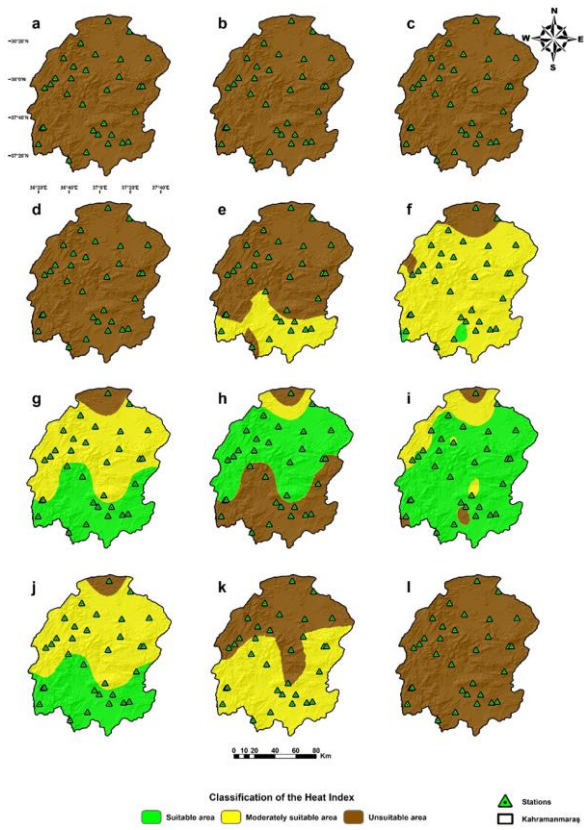 a b c
N
W E
S
38°20'N
38°0'N
37°40'N
37°20'N
36°20'E 36°40'E 37°0'E 37°20'E 37°40'E
d e f
g h i
j k l
0 10 20 40 60 80
Km
Classification of the Heat Index
Suitable area Moderately suitable area Unsuitable area
Stations
Kahramanmaraş